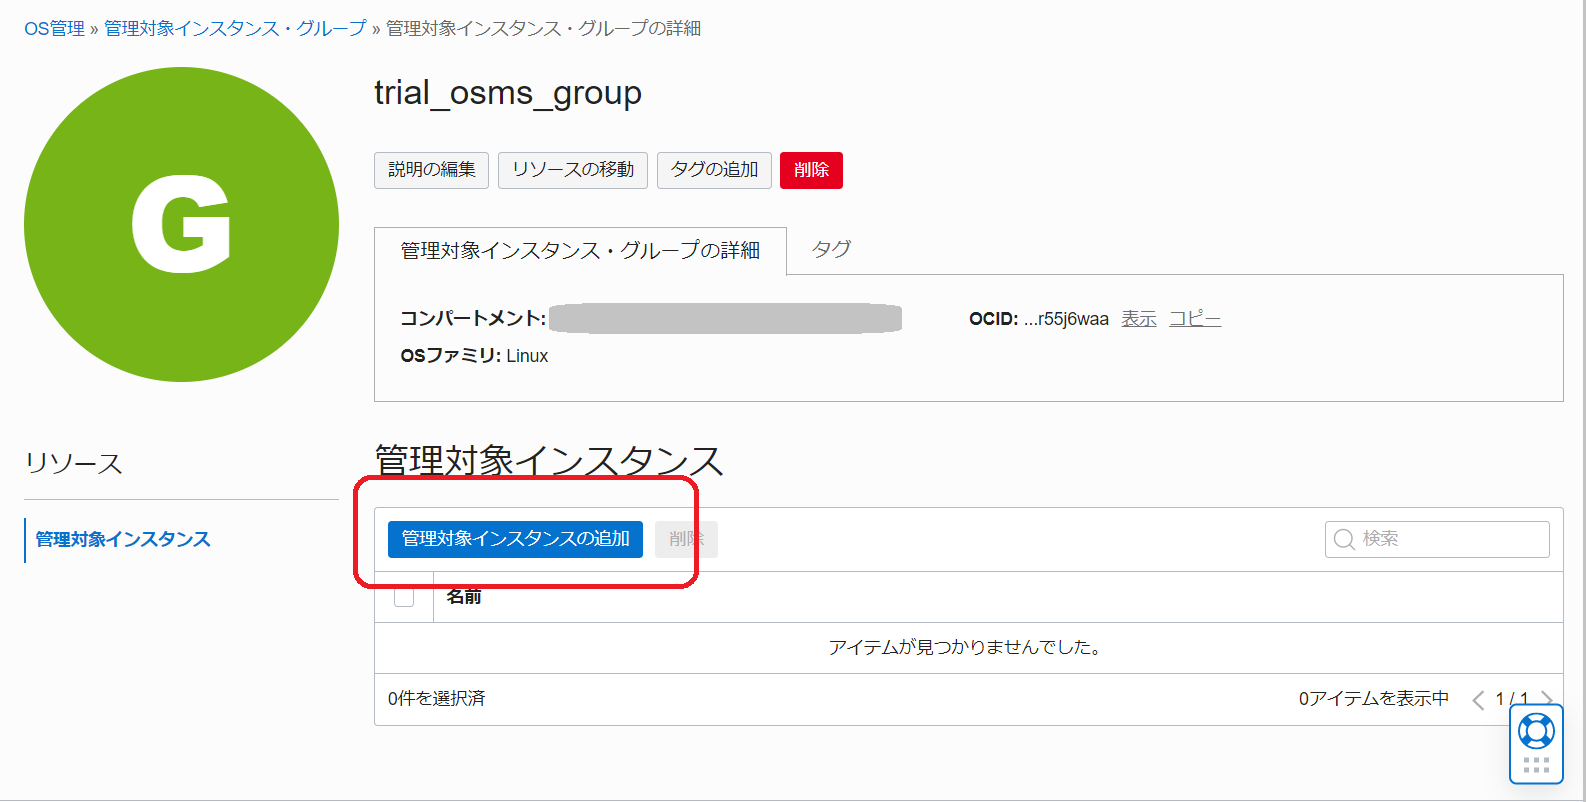 OS管理 » 管理対象インスタンス・グループ » 管理対象インスタンス・グループの詳細
G
trial_osms_group
説明の編集 リソースの移動 タグの追加 削除
管理対象インスタンス・グループの詳細 タグ
コンパートメント: OCID: ...r55j6waa 表示 コピー
OSファミリ: Linux
リソース
管理対象インスタンス
管理対象インスタンス
管理対象インスタンスの追加 削除 検索
名前
アイテムが見つかりませんでした。
0件を選択済 0アイテムを表示中 1 / 1